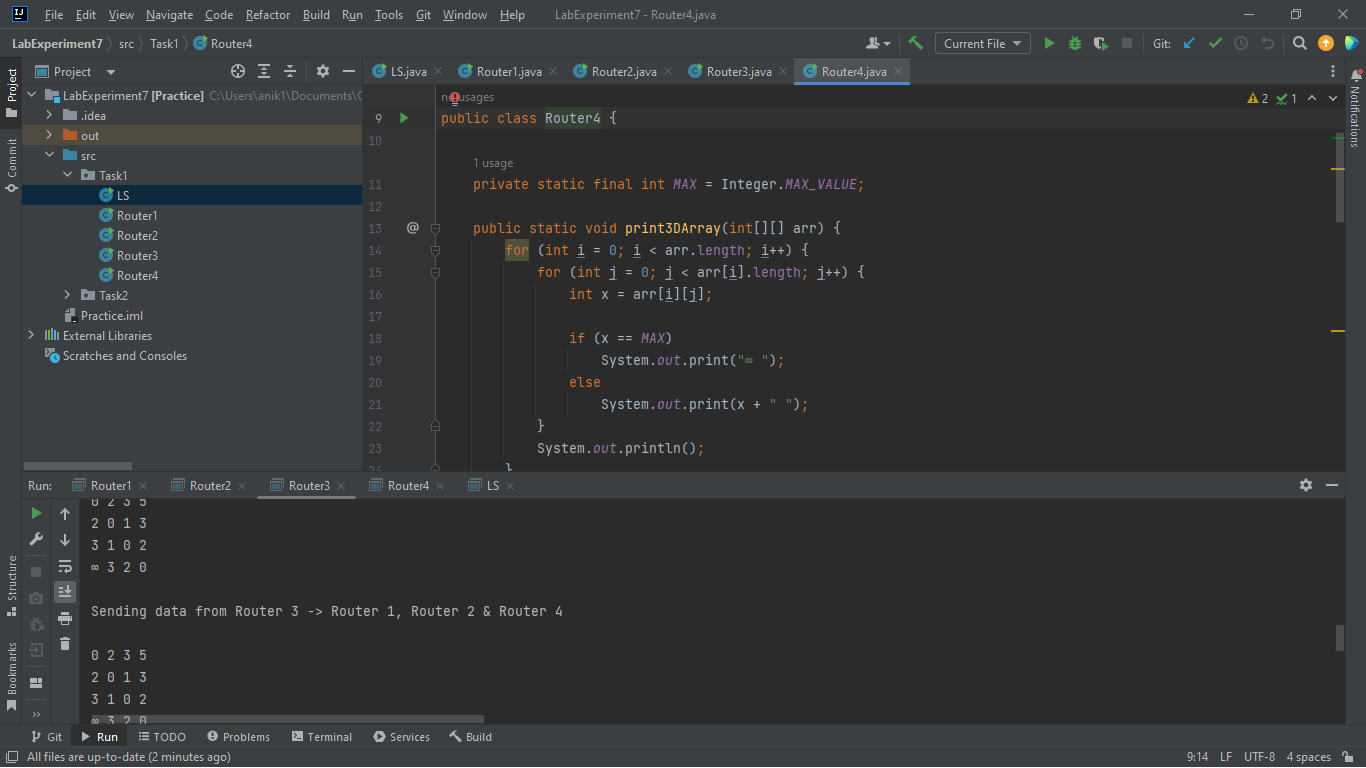 File Edit View Navigate Code Refactor Build Run Tools Git Window Help LabExperiment7 - Router4.java
LabExperiment7 src Task1 Router4 Current File Git:
Project LS.java Router1.java Router2.java Router3.java Router4.java
Project
Commit
Structure
Bookmarks
LabExperiment7 [Practice] C:\Users\anik1\Documents\
.idea
out
src
Task1
LS
Router1
Router2
Router3
Router4
Task2
Practice.iml
External Libraries
Scratches and Consoles
usages
2 1
9 public class Router4 {
10
1 usage
11 private static final int MAX = Integer.MAX_VALUE;
12
13 @ public static void print3DArray(int[][] arr) {
14 for (int i = 0; i < arr.length; i++) {
15 for (int j = 0; j < arr[i].length; j++) {
16 int x = arr[i][j];
17
18 if (x == MAX)
19 System.out.print("∞ ");
20 else
21 System.out.print(x + " ");
22 }
23 System.out.println();
24 }
Notifications
Run: Router1 Router2 Router3 Router4 LS
0 2 3 5
2 0 1 3
3 1 0 2
∞ 3 2 0
Sending data from Router 3 -> Router 1, Router 2 & Router 4
0 2 3 5
2 0 1 3
3 1 0 2
∞ 3 2 0
Git Run TODO Problems Terminal Services Build
All files are up-to-date (2 minutes ago) 9:14 LF UTF-8 4 spaces